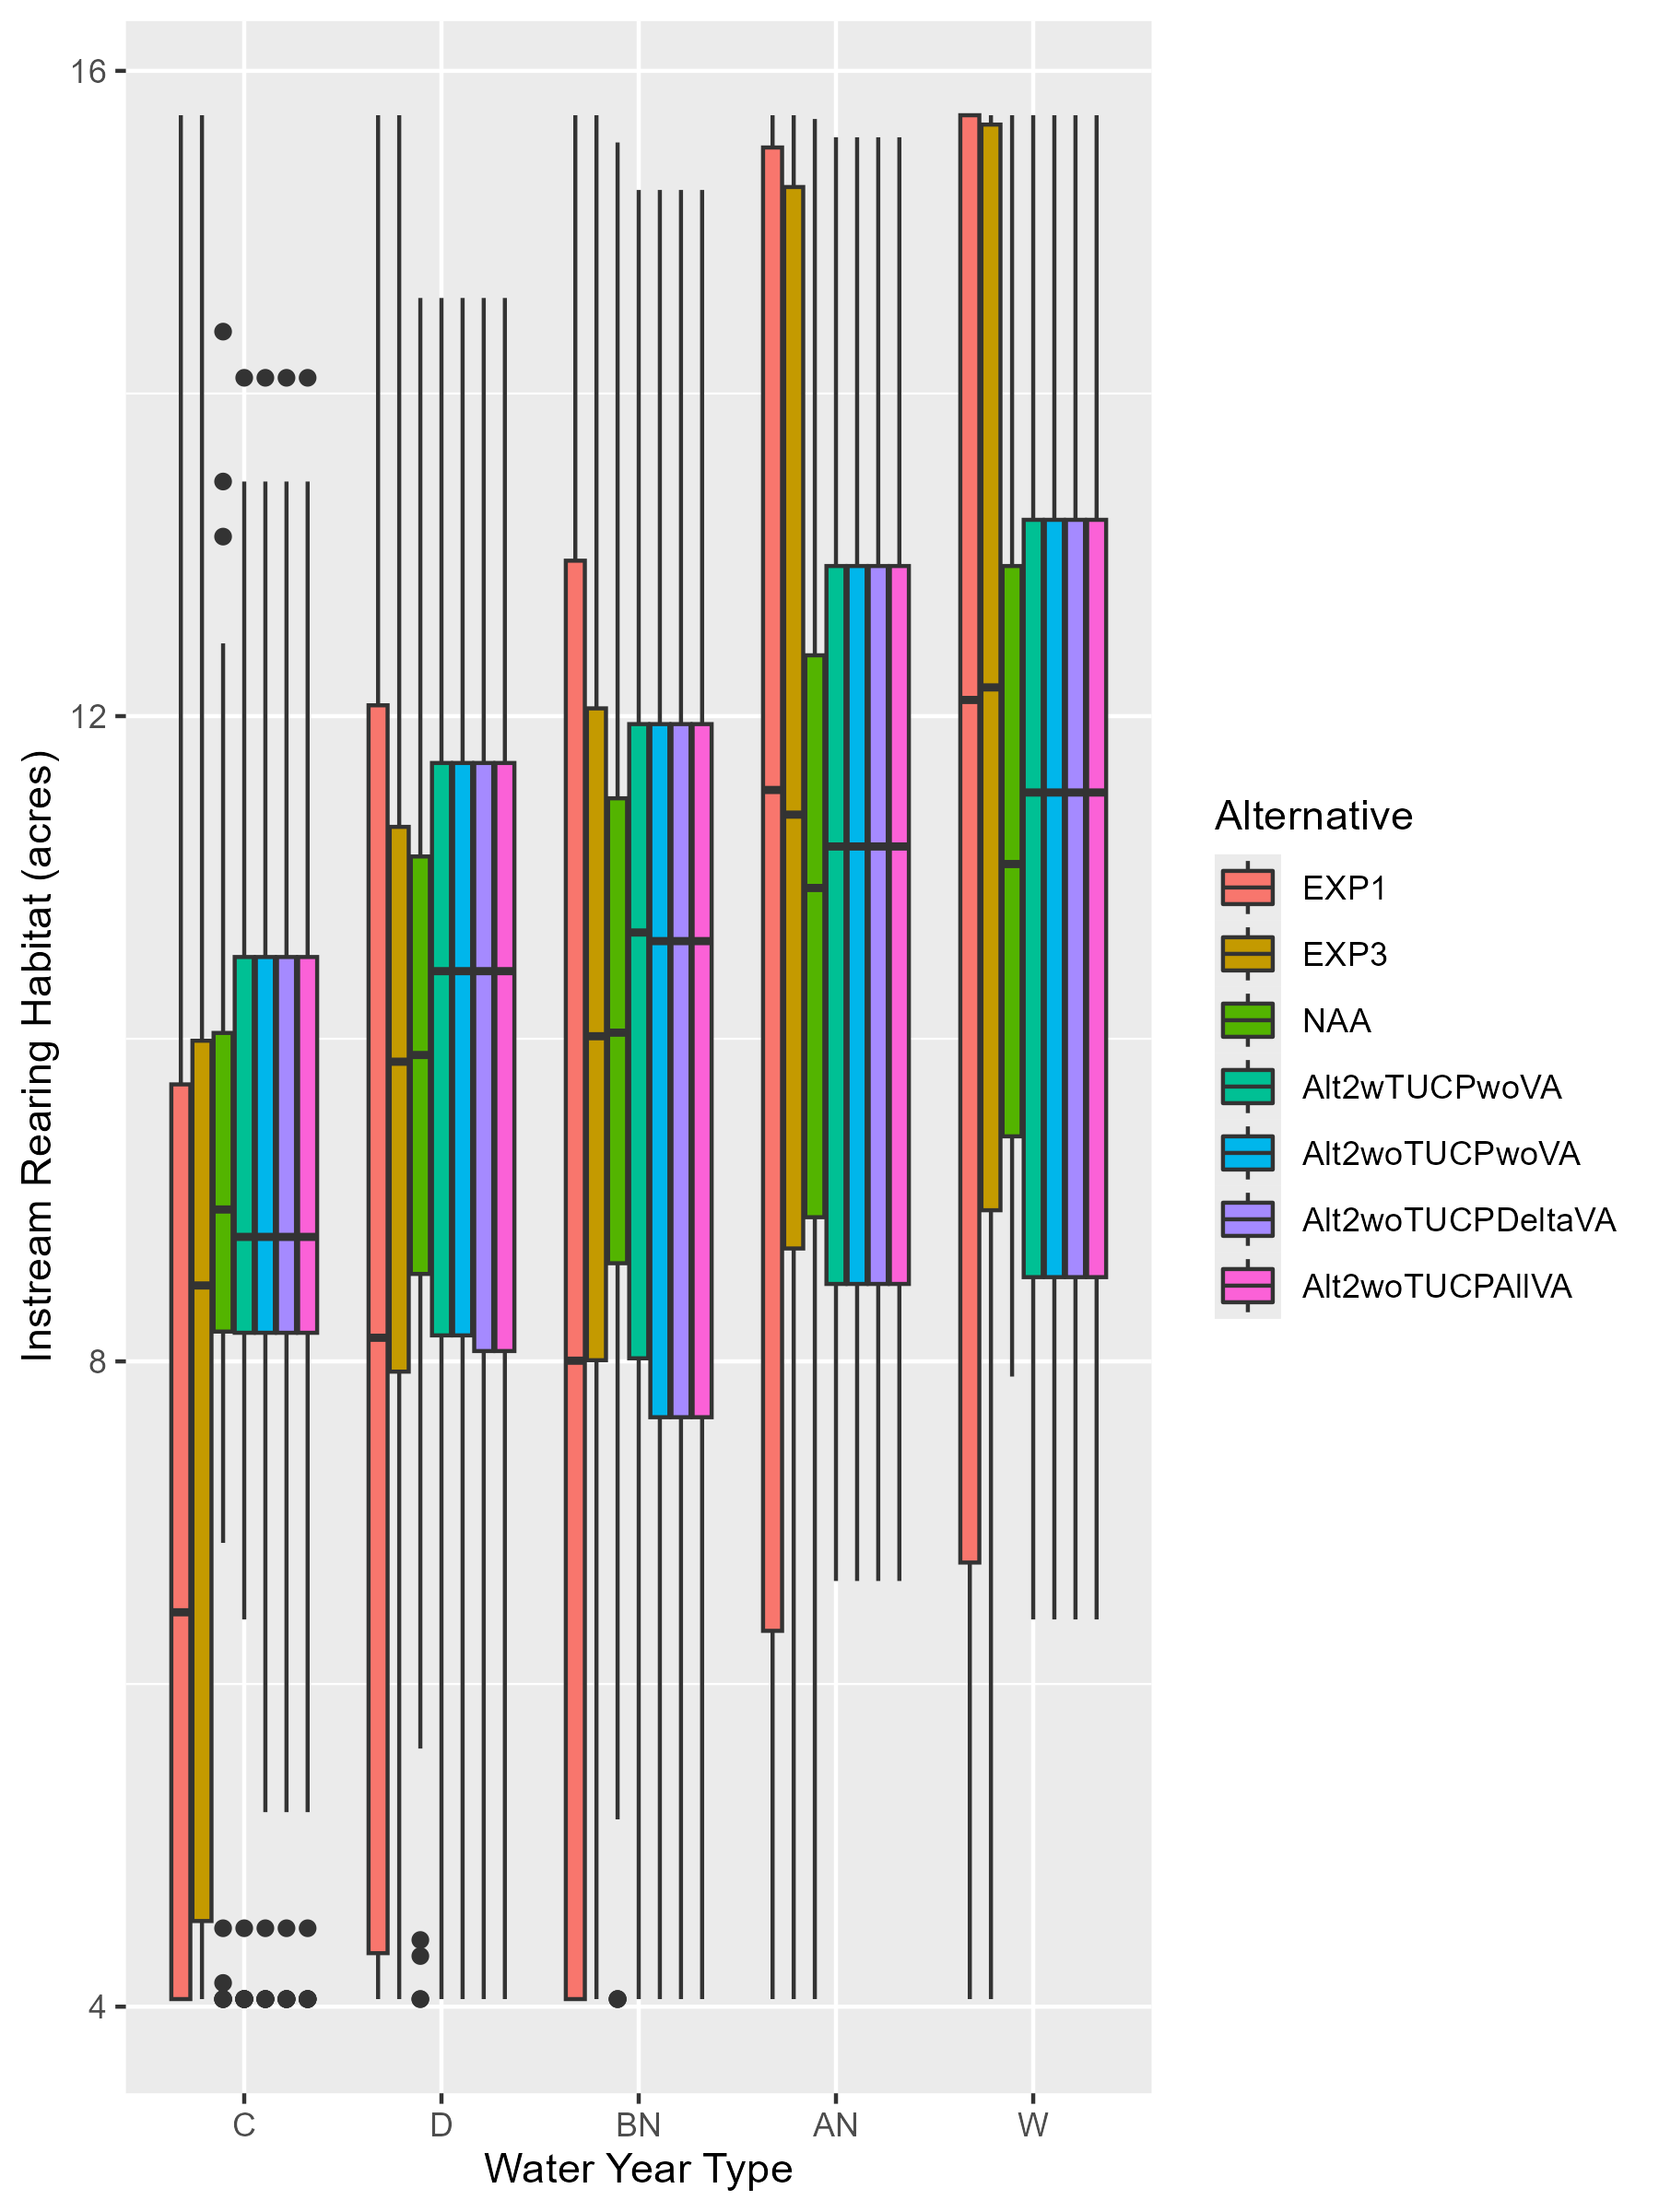 Instream Rearing Habitat (acres)
16
12
8
4
C D BN AN W
Water Year Type
Alternative
EXP1
EXP3
NAA
Alt2wTUCPwoVA
Alt2woTUCPwoVA
Alt2woTUCPDeltaVA
Alt2woTUCPAllVA